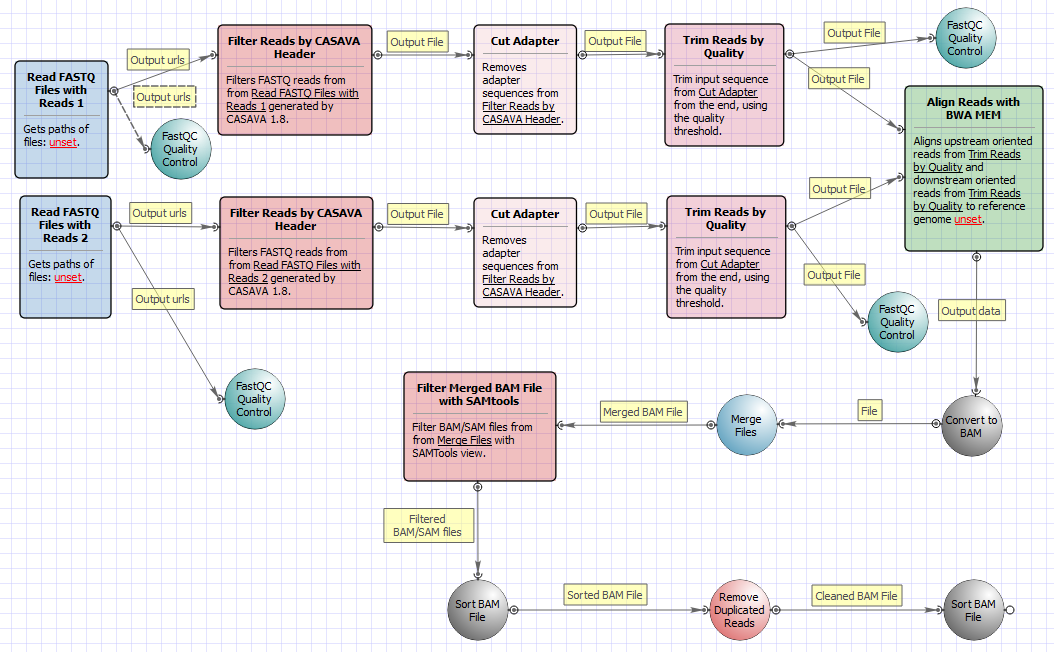 Read FASTQ
Files with
Reads 1
Gets paths of
files: unset.
Output urls
Output urls
FastQC
Quality
Control
Filter Reads by CASAVA
Header
Filters FASTQ reads from
from Read FASTQ Files with
Reads 1 generated by
CASAVA 1.8.
Output File
Cut Adapter
Removes
adapter
sequences from
Filter Reads by
CASAVA Header.
Output File
Trim Reads by
Quality
Trim input sequence
from Cut Adapter
from the end, using
the quality
threshold.
Output File
Output File
FastQC
Quality
Control
Align Reads with
BWA MEM
Aligns upstream oriented
reads from Trim Reads
by Quality and
downstream oriented
reads from Trim Reads
by Quality to reference
genome unset.
Read FASTQ
Files with
Reads 2
Gets paths of
files: unset.
Output urls
Output urls
Filter Reads by CASAVA
Header
Filters FASTQ reads from
from Read FASTQ Files with
Reads 2 generated by
CASAVA 1.8.
Output File
Cut Adapter
Removes
adapter
sequences from
Filter Reads by
CASAVA Header.
Output File
Trim Reads by
Quality
Trim input sequence
from Cut Adapter
from the end, using
the quality
threshold.
Output File
Output File
FastQC
Quality
Control
Output data
FastQC
Quality
Control
Filter Merged BAM File
with SAMtools
Filter BAM/SAM files from
from Merge Files with
SAMTools view.
Merged BAM File
Merge
Files
File
Convert to
BAM
Filtered
BAM/SAM files
Sort BAM
File
Sorted BAM File
Remove
Duplicated
Reads
Cleaned BAM File
Sort BAM
File